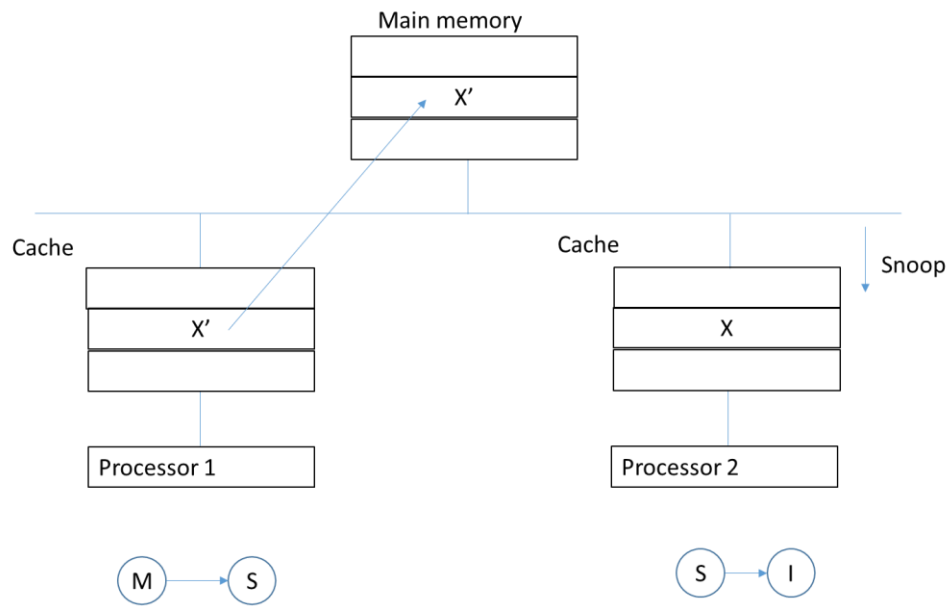 Main memory
X’
Cache
Cache
Snoop
X’
X
Processor 1
Processor 2
M
S
S
I